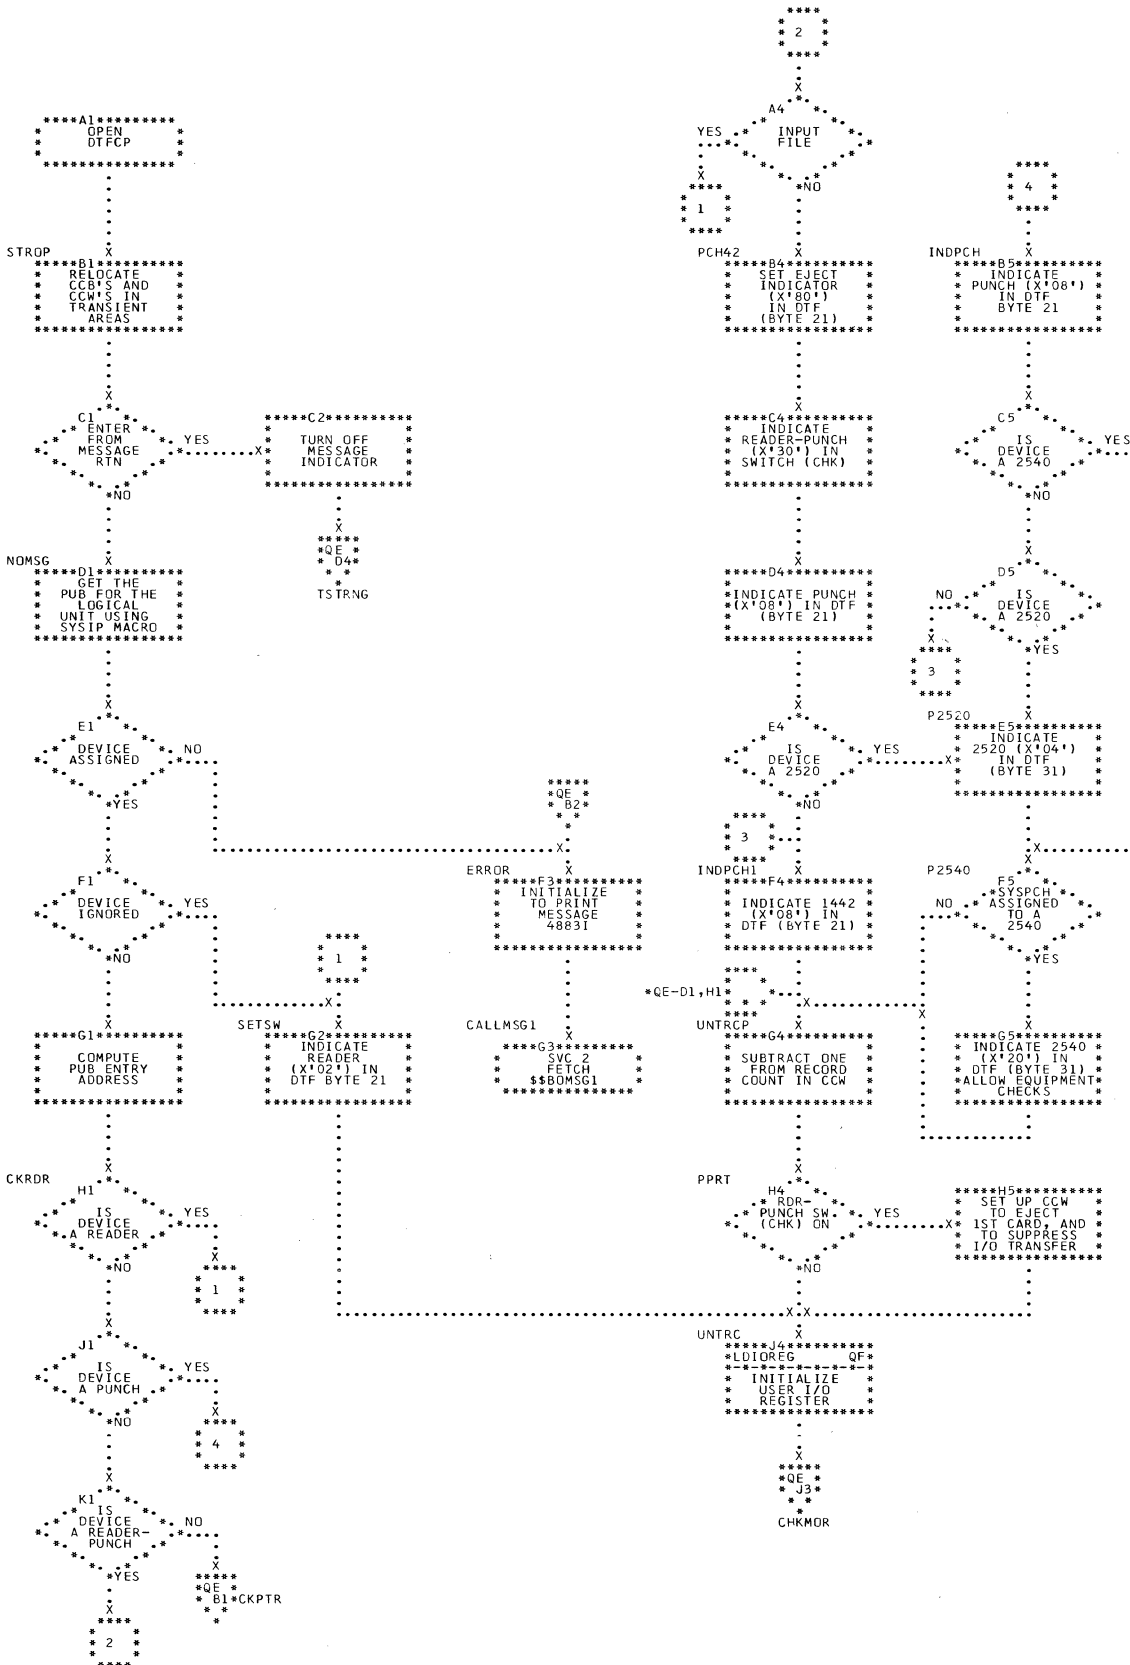 2
A4
INPUT
FILE
YES
NO
1
A1
OPEN
DTFCP
4
STROP
B1
RELOCATE
CCB'S AND
CCW'S IN
TRANSIENT
AREAS
PCH42
B4
SET EJECT
INDICATOR
(X'80')
IN DTF
(BYTE 21)
INDPCH
B5
INDICATE
PUNCH (X'08')
IN DTF
BYTE 21
C1
ENTER
FROM
MESSAGE
RTN
YES
NO
C2
TURN OFF
MESSAGE
INDICATOR
QE
D4
TSTRNG
C4
INDICATE
READER-PUNCH
(X'30') IN
SWITCH (CHK)
C5
IS
DEVICE
A 2540
YES
NO
NOMSG
D1
GET THE
PUB FOR THE
LOGICAL
UNIT USING
SYSIP MACRO
D4
INDICATE PUNCH
(X'08') IN DTF
(BYTE 21)
D5
IS
DEVICE
A 2520
NO
YES
3
E1
DEVICE
ASSIGNED
NO
YES
E4
IS
DEVICE
A 2520
YES
NO
P2520
E5
INDICATE
2520 (X'04')
IN DTF
(BYTE 31)
QE
B2
3
F1
DEVICE
IGNORED
YES
NO
ERROR
F3
INITIALIZE
TO PRINT
MESSAGE
4883I
INDPCH1
F4
INDICATE 1442
(X'08') IN
DTF (BYTE 21)
P2540
F5
SYSPCH
ASSIGNED
TO A
2540
NO
YES
1
QE-D1,H1
G1
COMPUTE
PUB ENTRY
ADDRESS
SETSW
G2
INDICATE
READER
(X'02') IN
DTF BYTE 21
CALLMSG1
G3
SVC 2
FETCH
$$BOMSG1
UNTRCP
G4
SUBTRACT ONE
FROM RECORD
COUNT IN CCW
G5
INDICATE 2540
(X'20') IN
DTF (BYTE 31)
ALLOW EQUIPMENT
CHECKS
CKRDR
H1
IS
DEVICE
A READER
YES
NO
1
PPRT
H4
RDR-
PUNCH SW.
(CHK) ON
YES
NO
H5
SET UP CCW
TO EJECT
1ST CARD, AND
TO SUPPRESS
I/O TRANSFER
J1
IS
DEVICE
A PUNCH
YES
NO
4
UNTRC
J4
LDIOREG QF
INITIALIZE
USER I/O
REGISTER
QE
J3
CHKMOR
K1
IS
DEVICE
A READER-
PUNCH
NO
YES
QE
B1
CKPTR
2